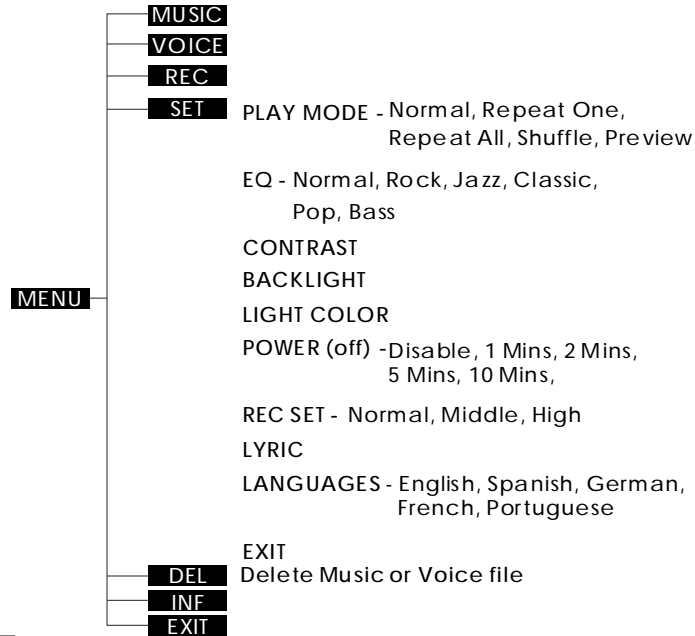 MUSIC
VOICE
REC
SET
PLAY MODE - Normal, Repeat One,
Repeat All, Shuffle, Preview
EQ - Normal, Rock, Jazz, Classic,
Pop, Bass
CONTRAST
BACKLIGHT
MENU
LIGHT COLOR
POWER (off) -Disable, 1 Mins, 2 Mins,
5 Mins, 10 Mins,
REC SET - Normal, Middle, High
LYRIC
LANGUAGES - English, Spanish, German,
French, Portuguese
EXIT
DEL Delete Music or Voice file
INF
EXIT